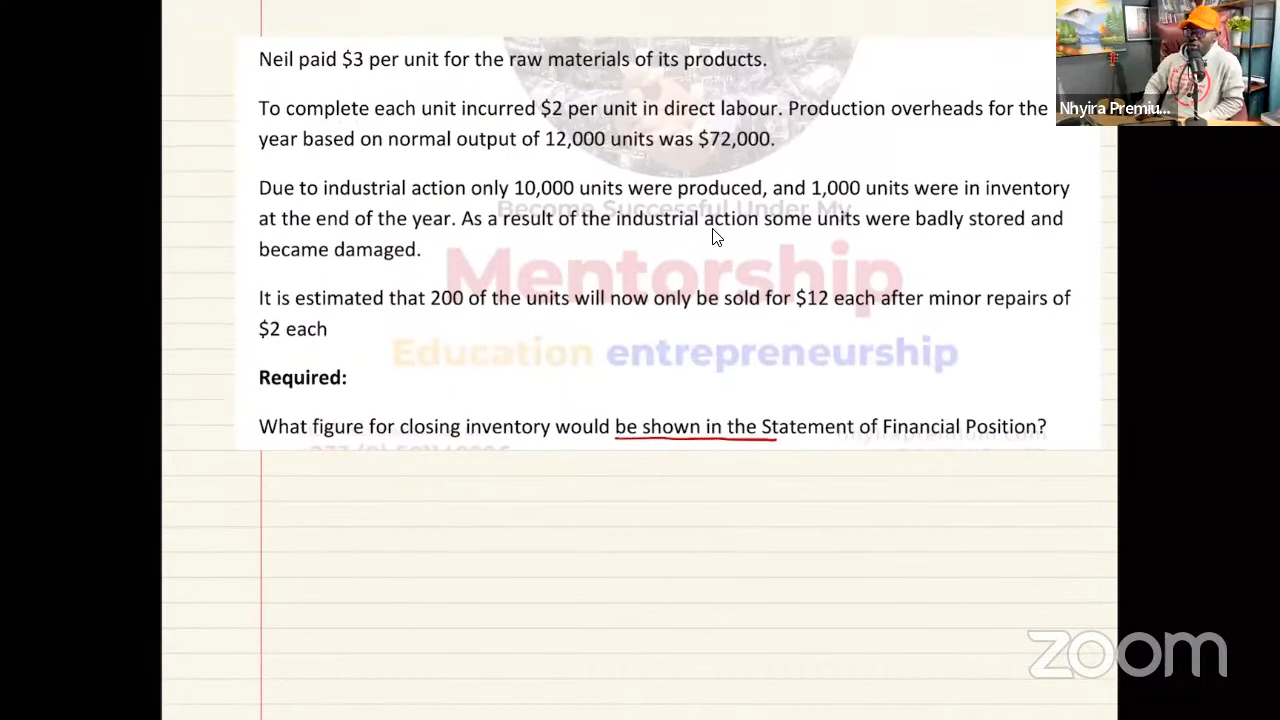 Neil paid $3 per unit for the raw materials of its products.
To complete each unit incurred $2 per unit in direct labour. Production overheads for the
year based on normal output of 12,000 units was $72,000.
Due to industrial action only 10,000 units were produced, and 1,000 units were in inventory
at the end of the year. As a result of the industrial action some units were badly stored and
became damaged.
It is estimated that 200 of the units will now only be sold for $12 each after minor repairs of
$2 each
Required:
What figure for closing inventory would be shown in the Statement of Financial Position?
Become Successful Under My
Mentorship
Education entrepreneurship
Nhyira Premiu...
zoom